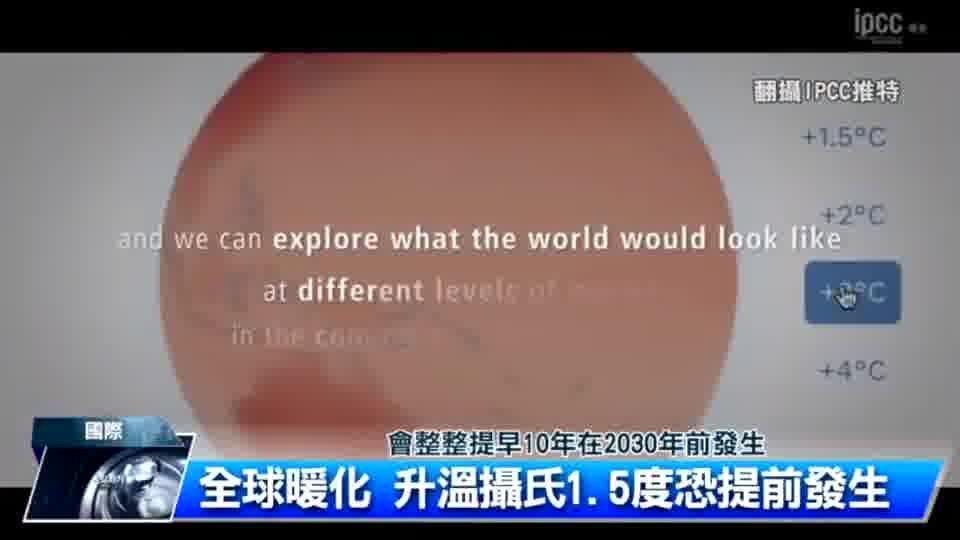 ipcc
翻攝IPCC推特
+1.5°C
+2°C
and we can explore what the world would look like
at different levels of
+3°C
in the
+4°C
國際
會整整提早10年在2030年前發生
全球暖化 升溫攝氏1.5度恐提前發生